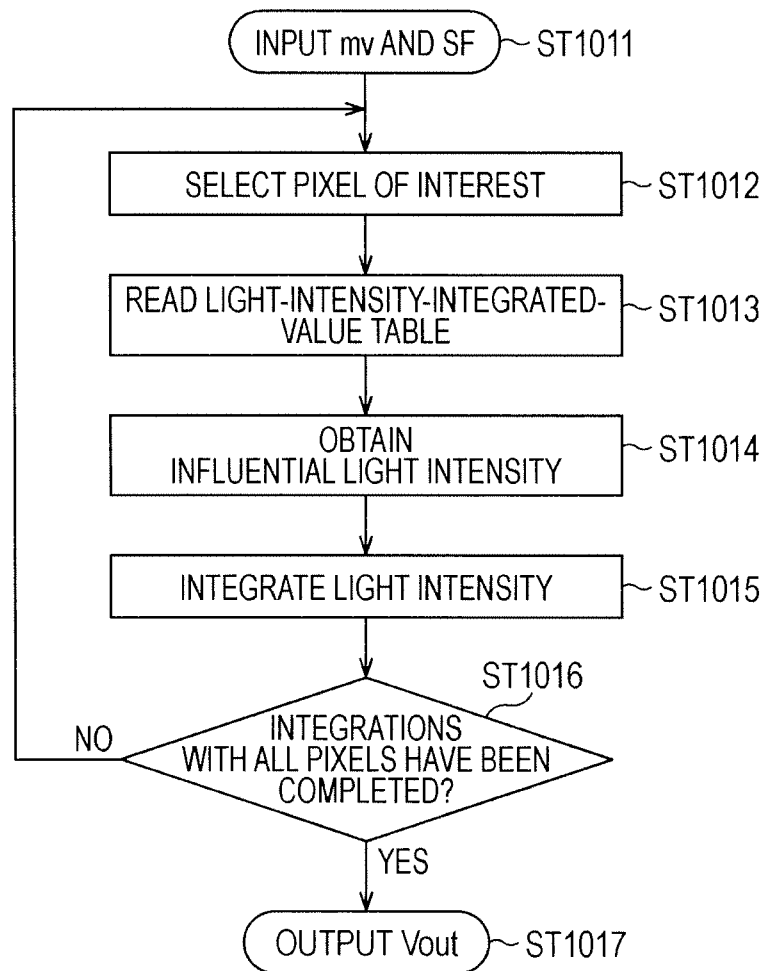 INPUT mv AND SF
ST1011
SELECT PIXEL OF INTEREST
ST1012
READ LIGHT-INTENSITY-INTEGRATED-
VALUE TABLE
ST1013
OBTAIN
INFLUENTIAL LIGHT INTENSITY
ST1014
INTEGRATE LIGHT INTENSITY
ST1015
ST1016
INTEGRATIONS
WITH ALL PIXELS HAVE BEEN
COMPLETED?
NO
YES
OUTPUT Vout
ST1017